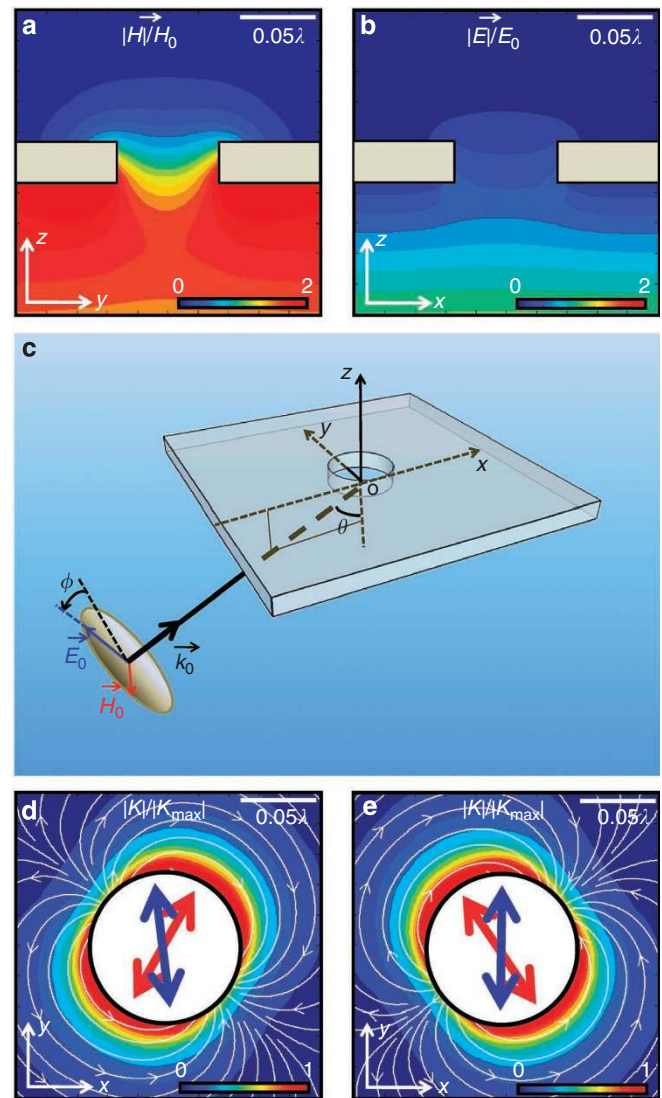 a
|H|/H₀
0.05λ
z
y
0 2
b
|E|/E₀
0.05λ
z
x
0 2
c
z
y
x
o
θ
ϕ
E₀
k₀
H₀
d
|K|/|Kmax|
0.05λ
y
x
0 1
e
|K|/|Kmax|
0.05λ
y
x
0 1